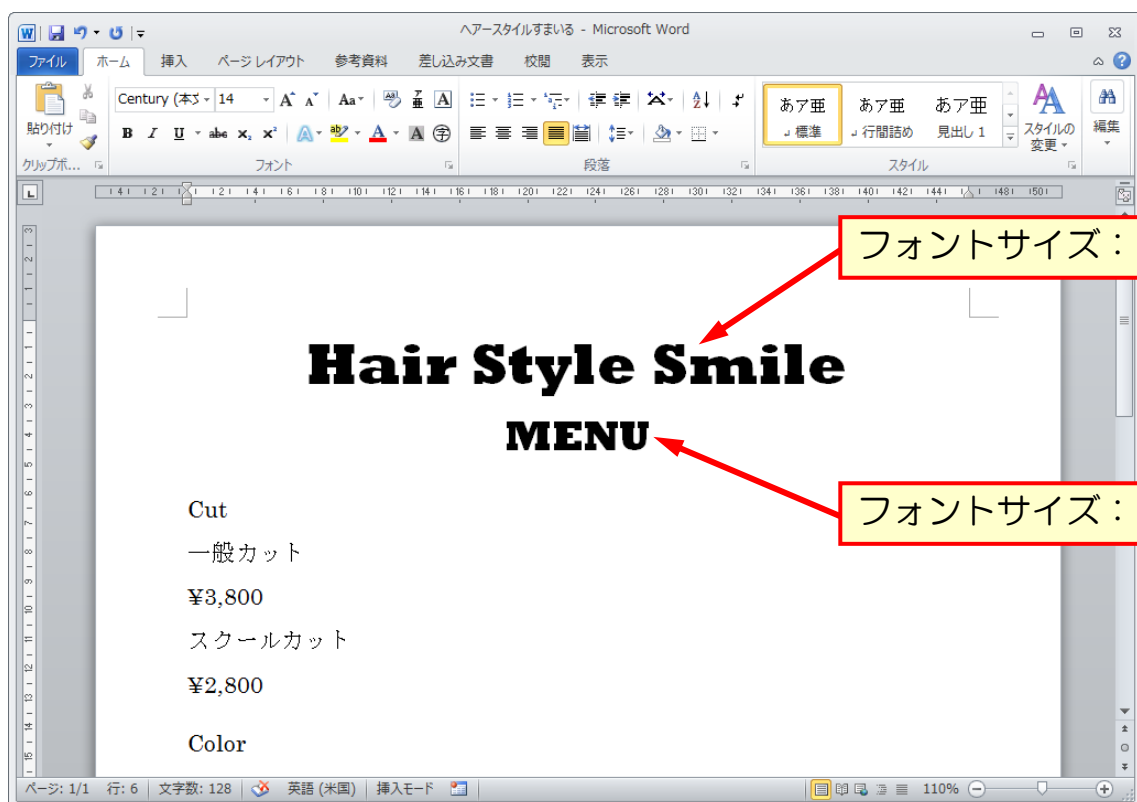 ヘアースタイルすまいる - Microsoft Word
ファイル ホーム 挿入 ページ レイアウト 参考資料 差し込み文書 校閲 表示
Century (本文 14
あア亜 あア亜 あア亜
貼り付け
標準 行間詰め 見出し 1
スタイルの
変更
編集
クリップボ... フォント 段落 スタイル
フォントサイズ：
Hair Style Smile
MENU
フォントサイズ：
Cut
一般カット
¥3,800
スクールカット
¥2,800
Color
ページ: 1/1 行: 6 文字数: 128 英語 (米国) 挿入モード 110%